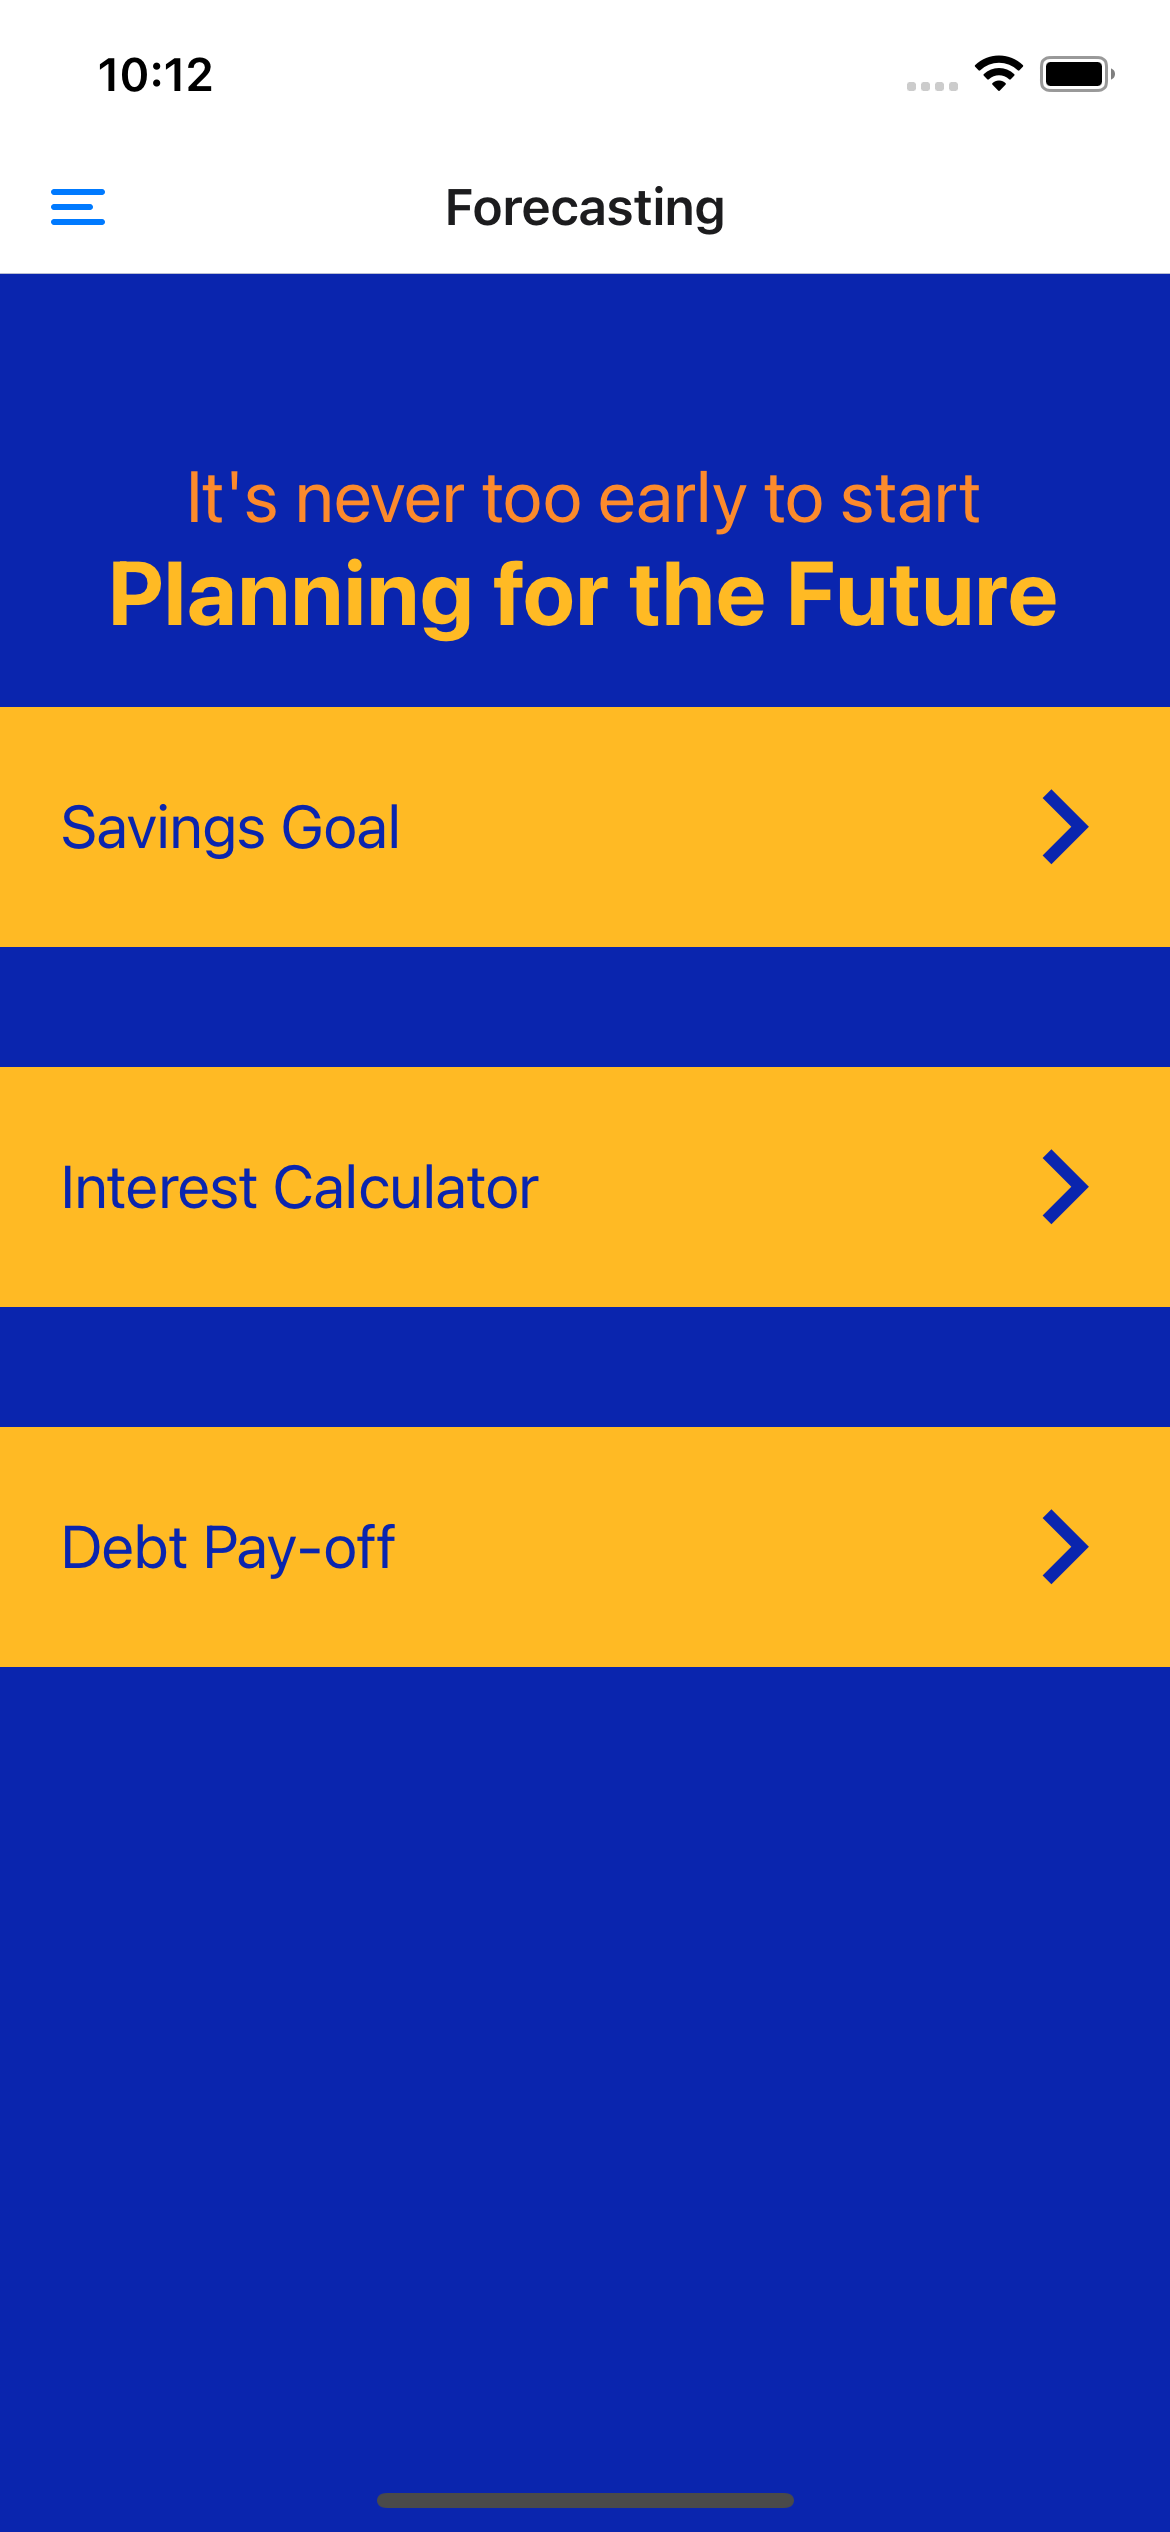 10:12
Forecasting
It's never too early to start
Planning for the Future
Savings Goal
Interest Calculator
Debt Pay-off